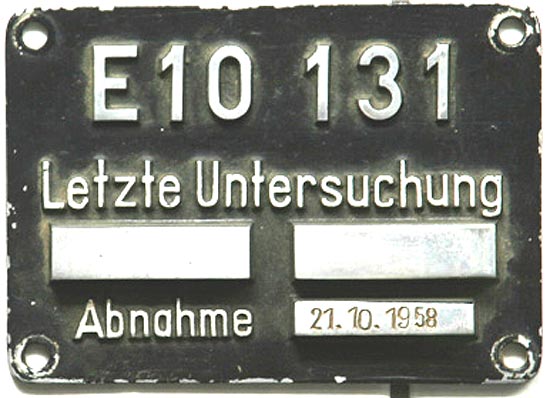 E10 131
Letzte Untersuchung
Abnahme 21.10.1958